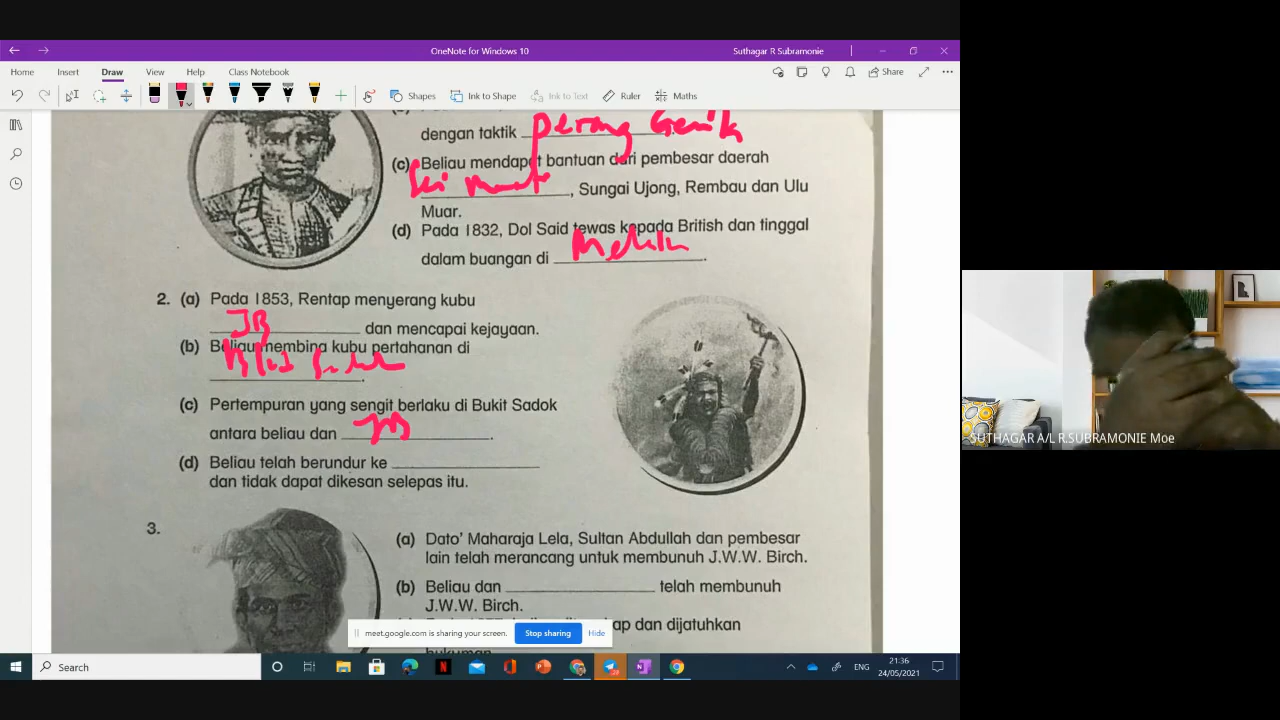 OneNote for Windows 10
Suthagar R Subramonie
Home Insert Draw View Help Class Notebook
Share
Shapes Ink to Shape Ink to Text Ruler Maths
dengan taktik perang Gerila
(c) Beliau mendapat bantuan dari pembesar daerah
, Sungai Ujong, Rembau dan Ulu
Muar.
(d) Pada 1832, Dol Said tewas kepada British dan tinggal
dalam buangan di Melaka.
2. (a) Pada 1853, Rentap menyerang kubu
JB dan mencapai kejayaan.
(b) Beliau membina kubu pertahanan di
(c) Pertempuran yang sengit berlaku di Bukit Sadok
antara beliau dan JB.
(d) Beliau telah berundur ke
dan tidak dapat dikesan selepas itu.
3.
(a) Dato' Maharaja Lela, Sultan Abdullah dan pembesar
lain telah merancang untuk membunuh J.W.W. Birch.
(b) Beliau dan telah membunuh
J.W.W. Birch.
ap dan dijatuhkan
hukuman
meet.google.com is sharing your screen. Stop sharing Hide
SUTHAGAR A/L R.SUBRAMONIE Moe
Search
ENG
21:36
24/05/2021